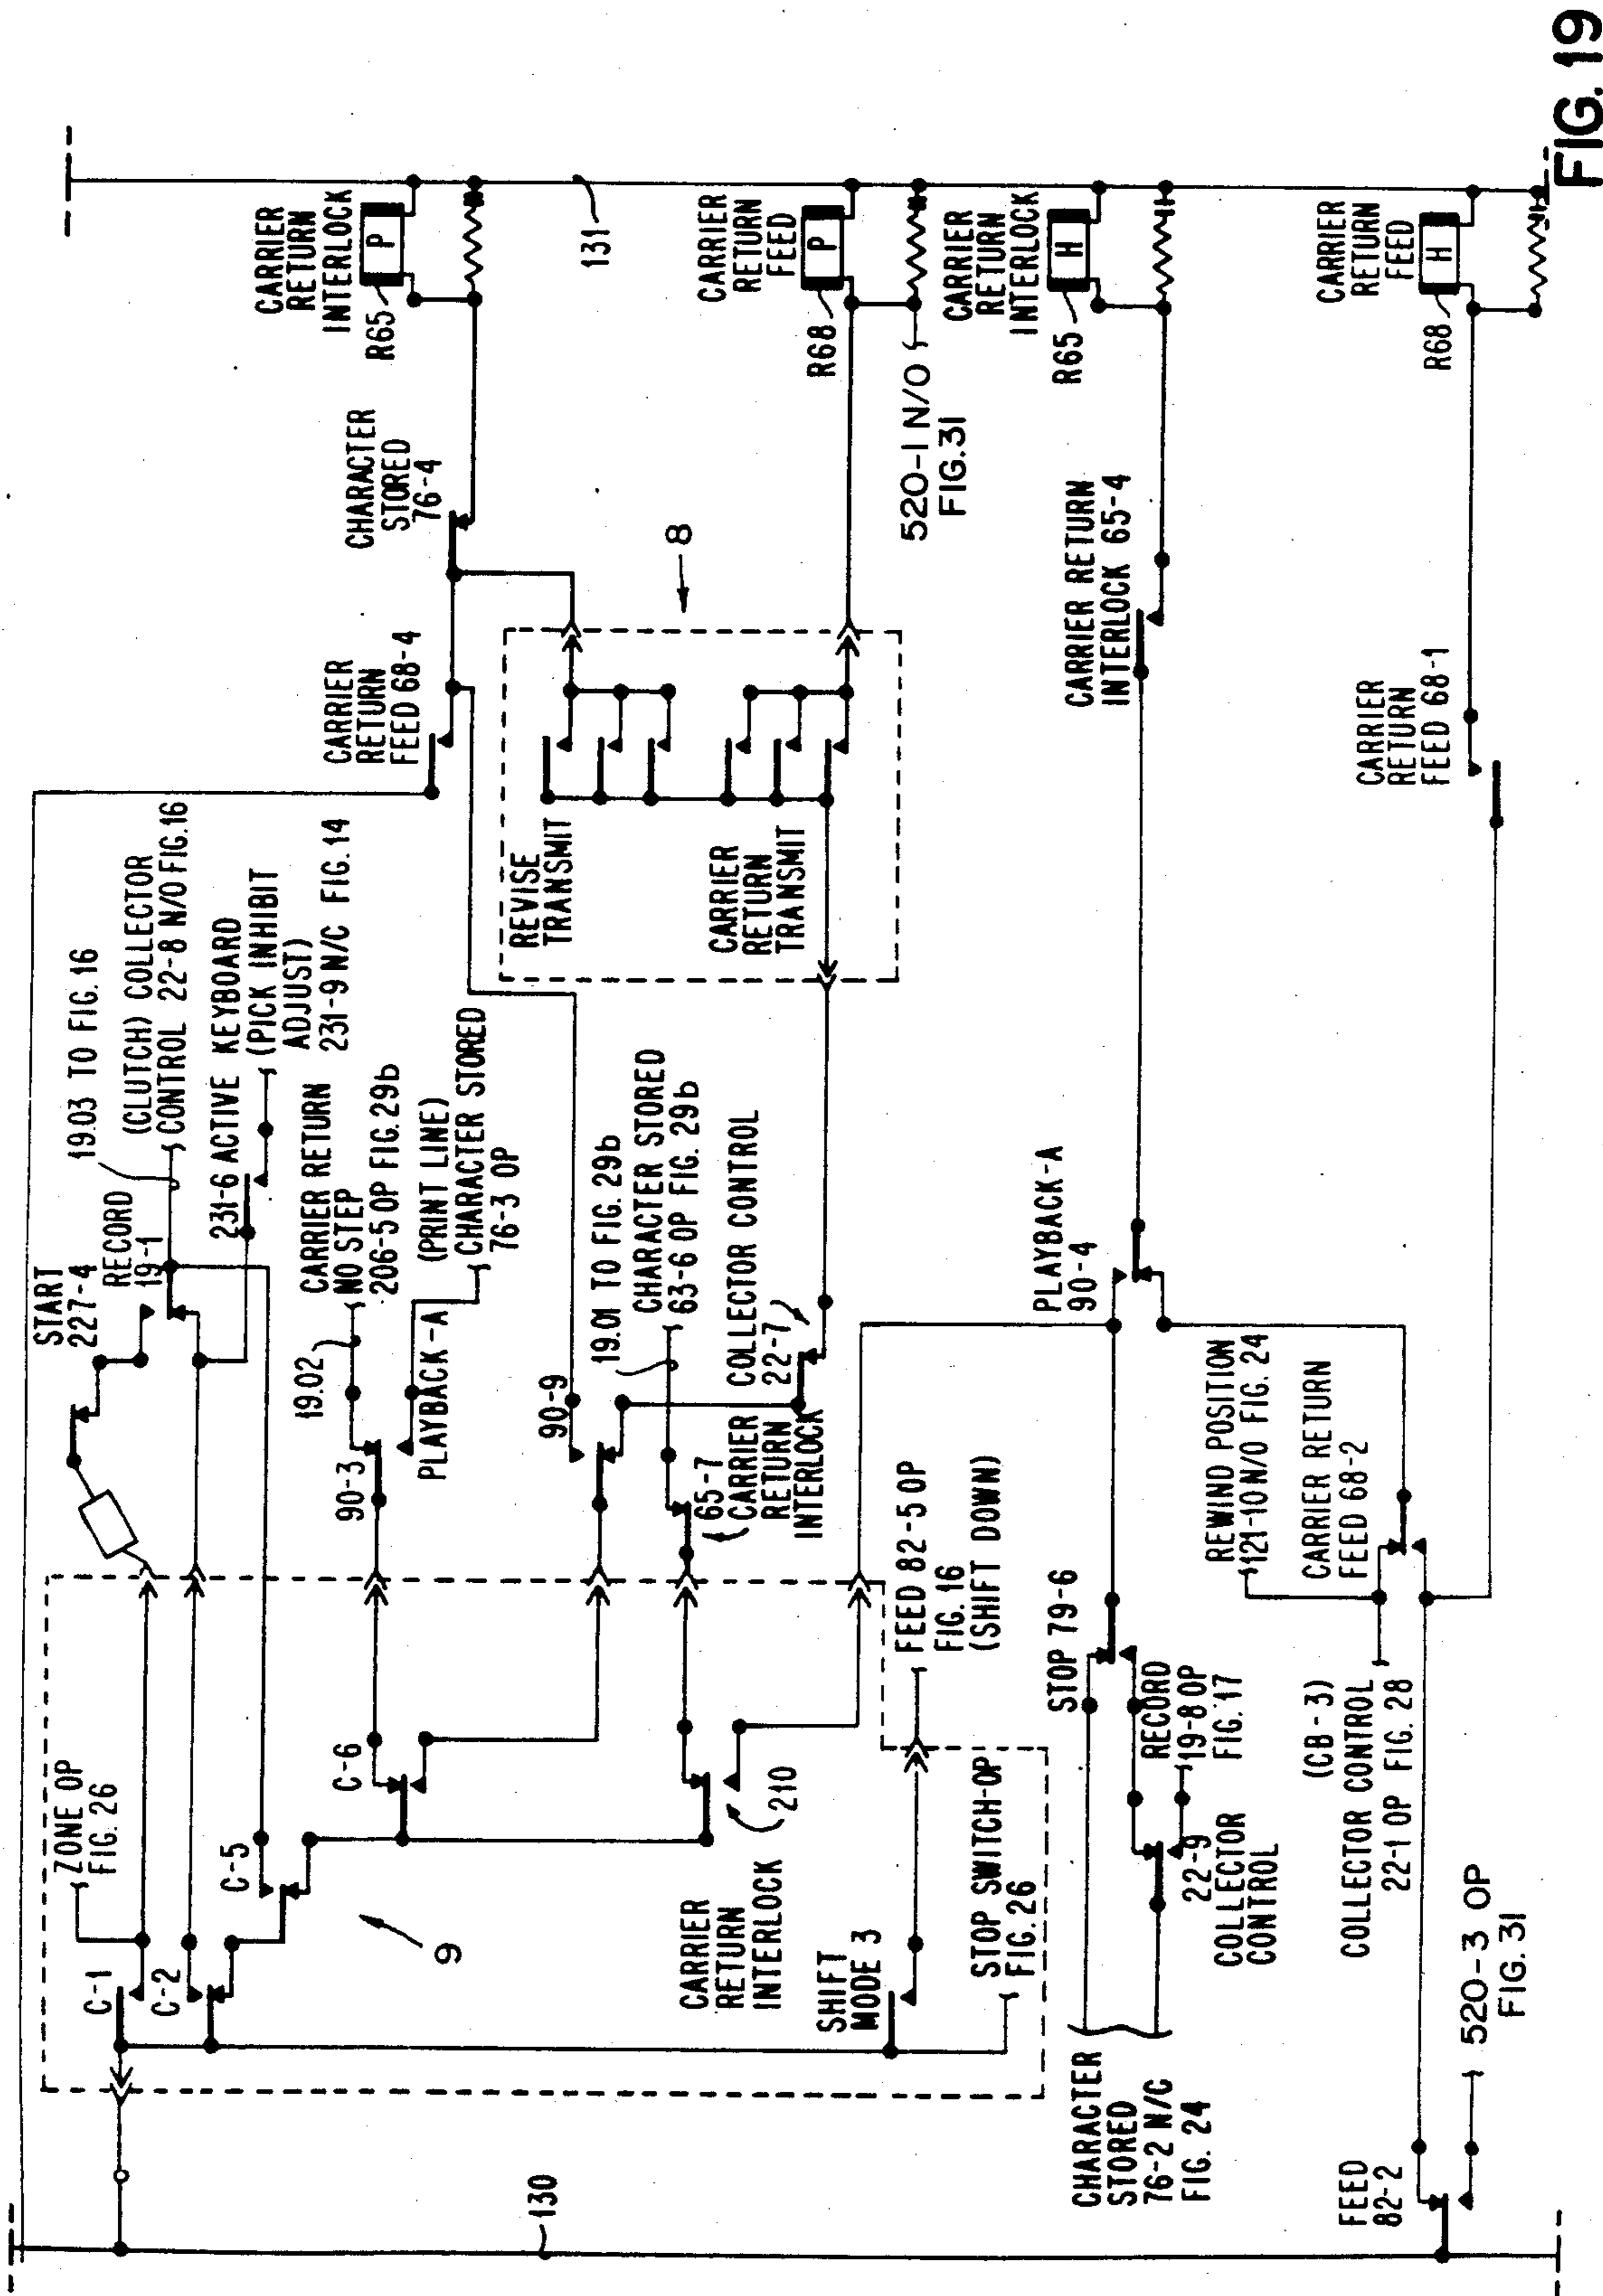 ZONE OP
FIG. 26
C-1
C-2
C-5
C-6
9
CARRIER
RETURN
INTERLOCK
210
SHIFT
MODE 3
STOP SWITCH-OP
FIG. 26
130
START
227-4
RECORD
19-1
19.03 TO FIG. 16
(CLUTCH) COLLECTOR
CONTROL 22-8 N/O FIG. 16
231-6 ACTIVE KEYBOARD
(PICK INHIBIT
ADJUST)
231-9 N/C FIG. 14
19.02
CARRIER RETURN
NO STEP
206-5 OP FIG. 29b
90-3
PLAYBACK-A
(PRINT LINE)
CHARACTER STORED
76-3 OP
90-9
19.01 TO FIG. 29b
CHARACTER STORED
63-6 OP FIG. 29b
65-7
CARRIER
RETURN
INTERLOCK
COLLECTOR CONTROL
22-7
FEED 82-5 OP
FIG. 16
(SHIFT DOWN)
CARRIER
RETURN
FEED 68-4
CHARACTER
STORED
76-4
REVISE
TRANSMIT
CARRIER
RETURN
TRANSMIT
8
CARRIER
RETURN
INTERLOCK
R65
P
131
CARRIER
RETURN
FEED
R68
P
520-1 N/O
FIG. 31
CARRIER
RETURN
INTERLOCK
R65
H
CARRIER
RETURN
FEED
R68
H
CARRIER RETURN
INTERLOCK 65-4
CARRIER
RETURN
FEED 68-1
PLAYBACK-A
90-4
STOP 79-6
RECORD
19-8 OP
FIG. 17
22-9
COLLECTOR
CONTROL
CHARACTER
STORED
76-2 N/C
FIG. 24
REWIND POSITION
121-10 N/O FIG. 24
CARRIER RETURN
FEED 68-2
(CB-3)
COLLECTOR CONTROL
22-1 OP FIG. 28
FEED
82-2
520-3 OP
FIG. 31
FIG. 19